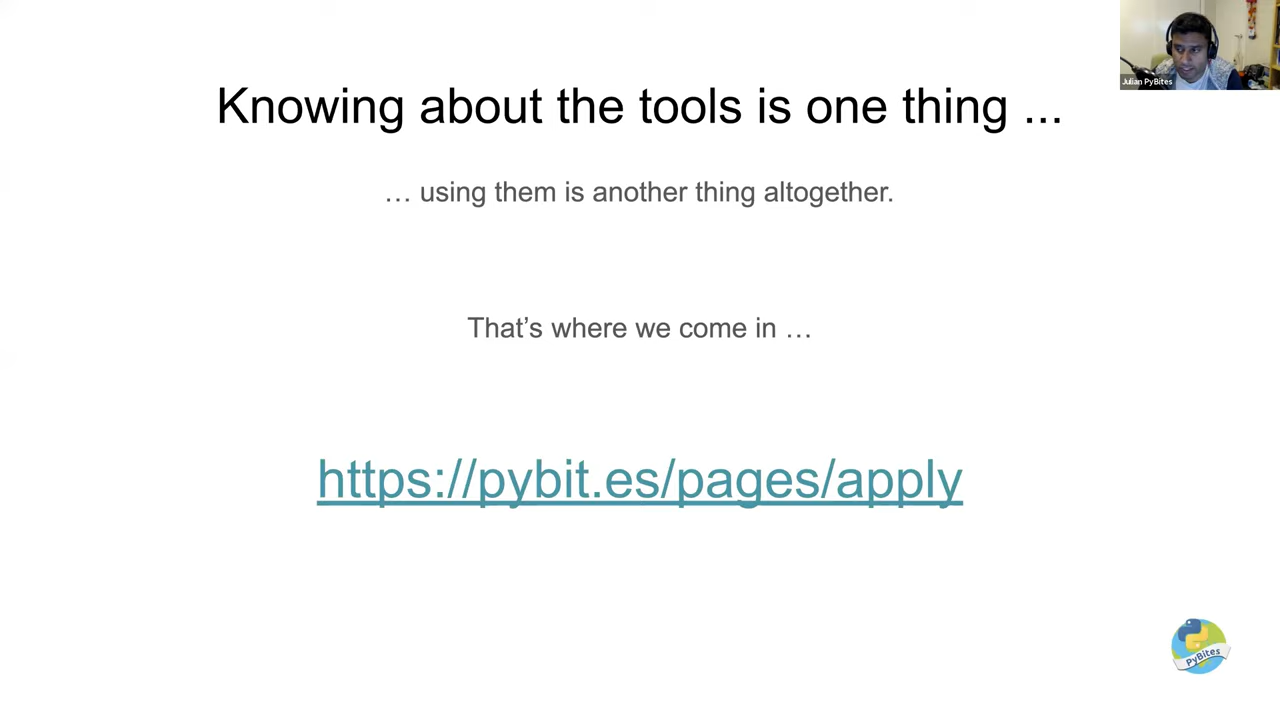 Julian PyBites
Knowing about the tools is one thing ...
… using them is another thing altogether.
That’s where we come in …
https://pybit.es/pages/apply
PyBites